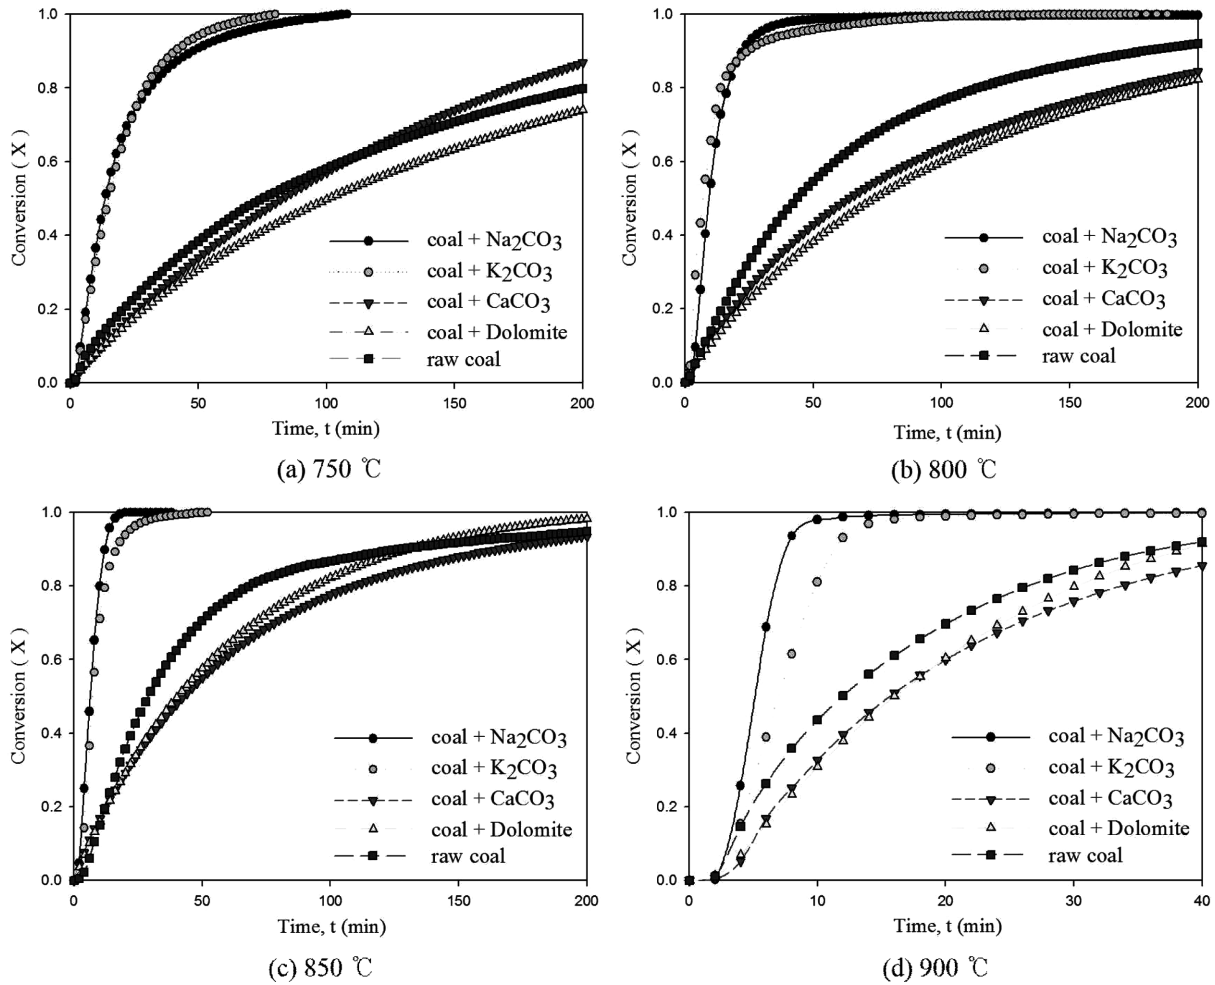 Conversion ( X )
1.0
0.8
0.6
0.4
0.2
0.0
coal + Na2CO3
coal + K2CO3
coal + CaCO3
coal + Dolomite
raw coal
0 50 100 150 200
Time, t (min)
(a) 750 ℃
Conversion ( X )
1.0
0.8
0.6
0.4
0.2
0.0
coal + Na2CO3
coal + K2CO3
coal + CaCO3
coal + Dolomite
raw coal
0 50 100 150 200
Time, t (min)
(b) 800 ℃
Conversion ( X )
1.0
0.8
0.6
0.4
0.2
0.0
coal + Na2CO3
coal + K2CO3
coal + CaCO3
coal + Dolomite
raw coal
0 50 100 150 200
Time, t (min)
(c) 850 ℃
Conversion ( X )
1.0
0.8
0.6
0.4
0.2
0.0
coal + Na2CO3
coal + K2CO3
coal + CaCO3
coal + Dolomite
raw coal
0 10 20 30 40
Time, t (min)
(d) 900 ℃